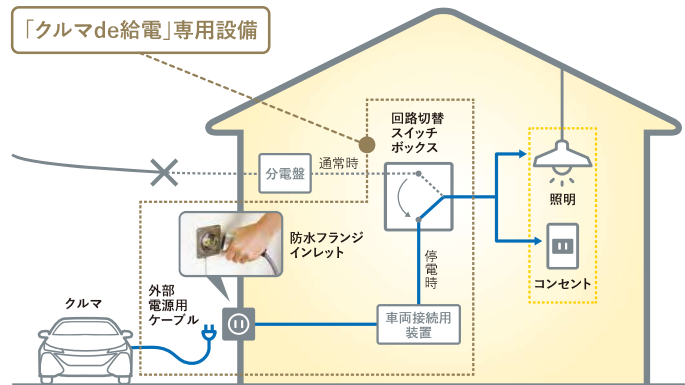 「クルマde給電」専用設備
回路切替
スイッチ
ボックス
通常時
分電盤
照明
防水フランジ
インレット
停電時
コンセント
外部
電源用
ケーブル
クルマ
車両接続用
装置